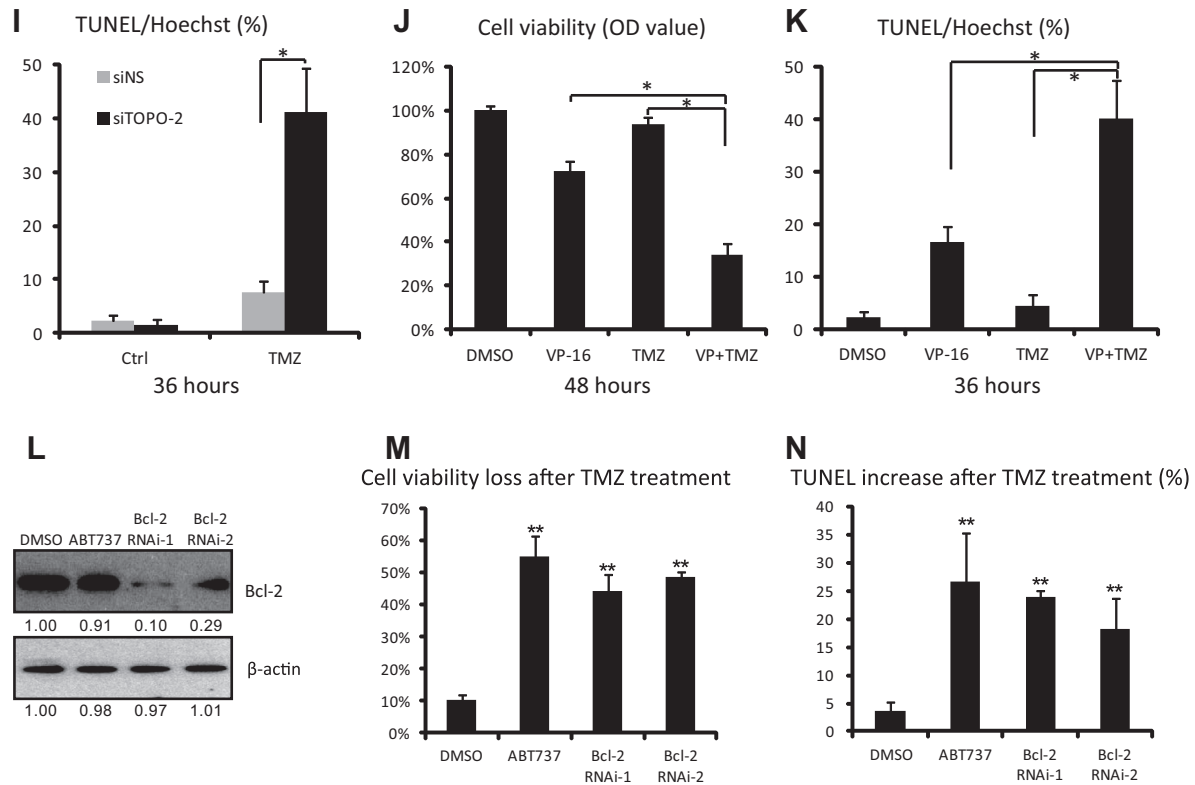 I
TUNEL/Hoechst (%)
50
40
30
20
10
0
siNS
siTOPO-2
*
Ctrl
TMZ
36 hours
J
Cell viability (OD value)
120%
100%
80%
60%
40%
20%
0%
*
*
DMSO
VP-16
TMZ
VP+TMZ
48 hours
K
TUNEL/Hoechst (%)
50
40
30
20
10
0
*
*
DMSO
VP-16
TMZ
VP+TMZ
36 hours
L
DMSO
ABT737
Bcl-2
RNAi-1
Bcl-2
RNAi-2
Bcl-2
1.00 0.91 0.10 0.29
β-actin
1.00 0.98 0.97 1.01
M
Cell viability loss after TMZ treatment
70%
60%
50%
40%
30%
20%
10%
0%
**
**
**
DMSO
ABT737
Bcl-2
RNAi-1
Bcl-2
RNAi-2
N
TUNEL increase after TMZ treatment (%)
40
35
30
25
20
15
10
5
0
**
**
**
DMSO
ABT737
Bcl-2
RNAi-1
Bcl-2
RNAi-2